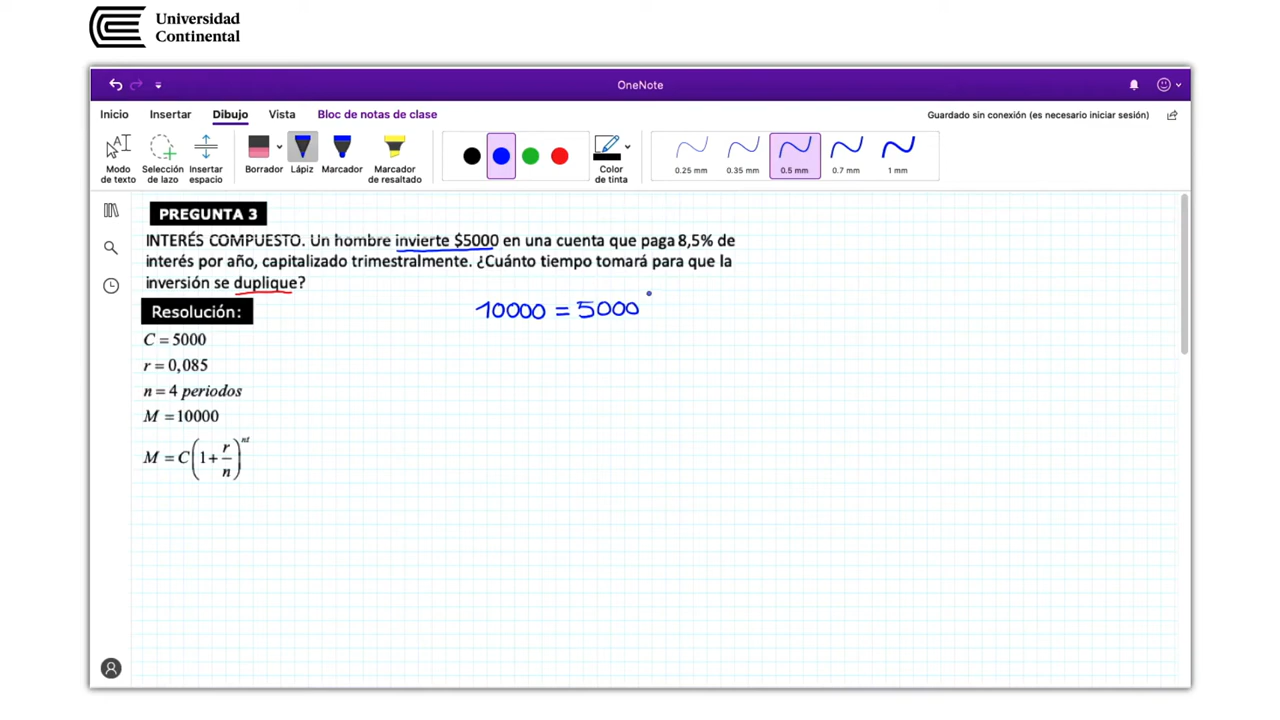 Universidad
Continental
OneNote
Inicio Insertar Dibujo Vista Bloc de notas de clase
Guardado sin conexión (es necesario iniciar sesión)
Modo de texto
Selección de lazo
Insertar espacio
Borrador
Lápiz
Marcador
Marcador de resaltado
Color de tinta
0.25 mm 0.35 mm 0.5 mm 0.7 mm 1 mm
PREGUNTA 3
INTERÉS COMPUESTO. Un hombre invierte $5000 en una cuenta que paga 8,5% de
interés por año, capitalizado trimestralmente. ¿Cuánto tiempo tomará para que la
inversión se duplique?
10000 = 5000
Resolución:
C = 5000
r = 0,085
n = 4 periodos
M = 10000
M = C(1 + r/n)^nt